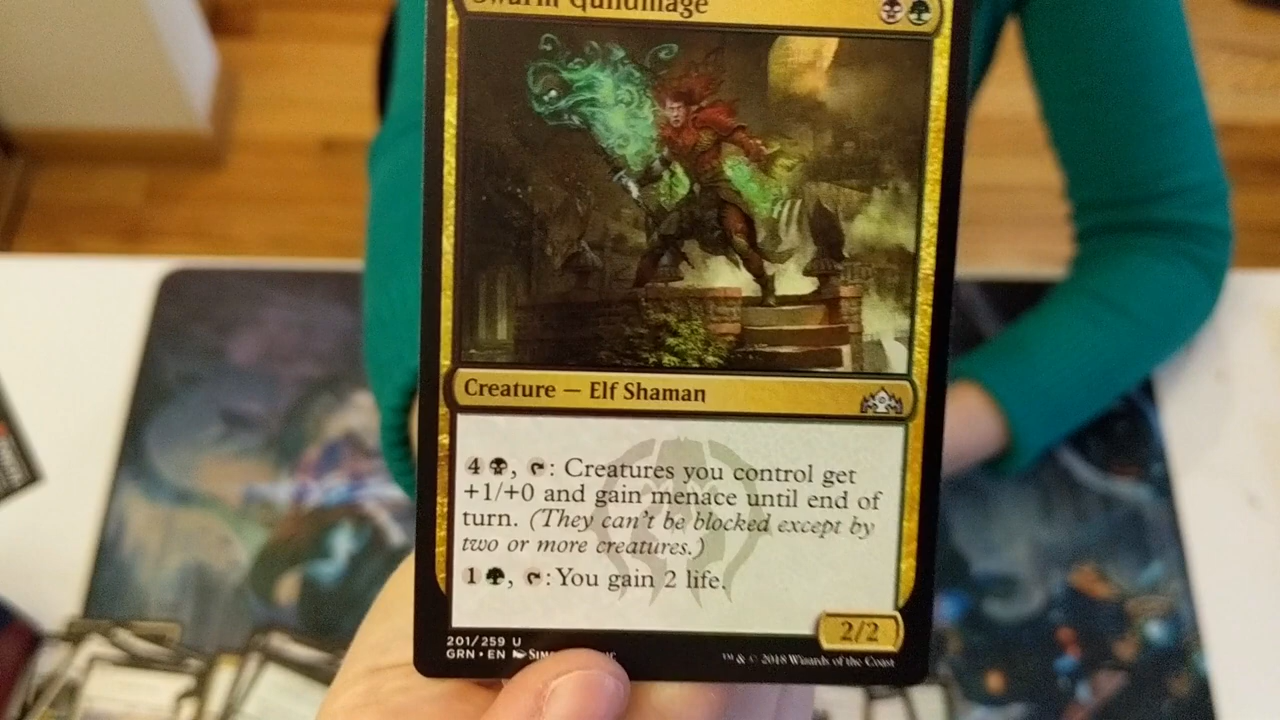 Swarm Guildmage
Creature — Elf Shaman
4, : Creatures you control get
+1/+0 and gain menace until end of
turn. (They can't be blocked except by
two or more creatures.)
1, : You gain 2 life.
2/2
201/259 U
GRN • EN
™ & © 2018 Wizards of the Coast